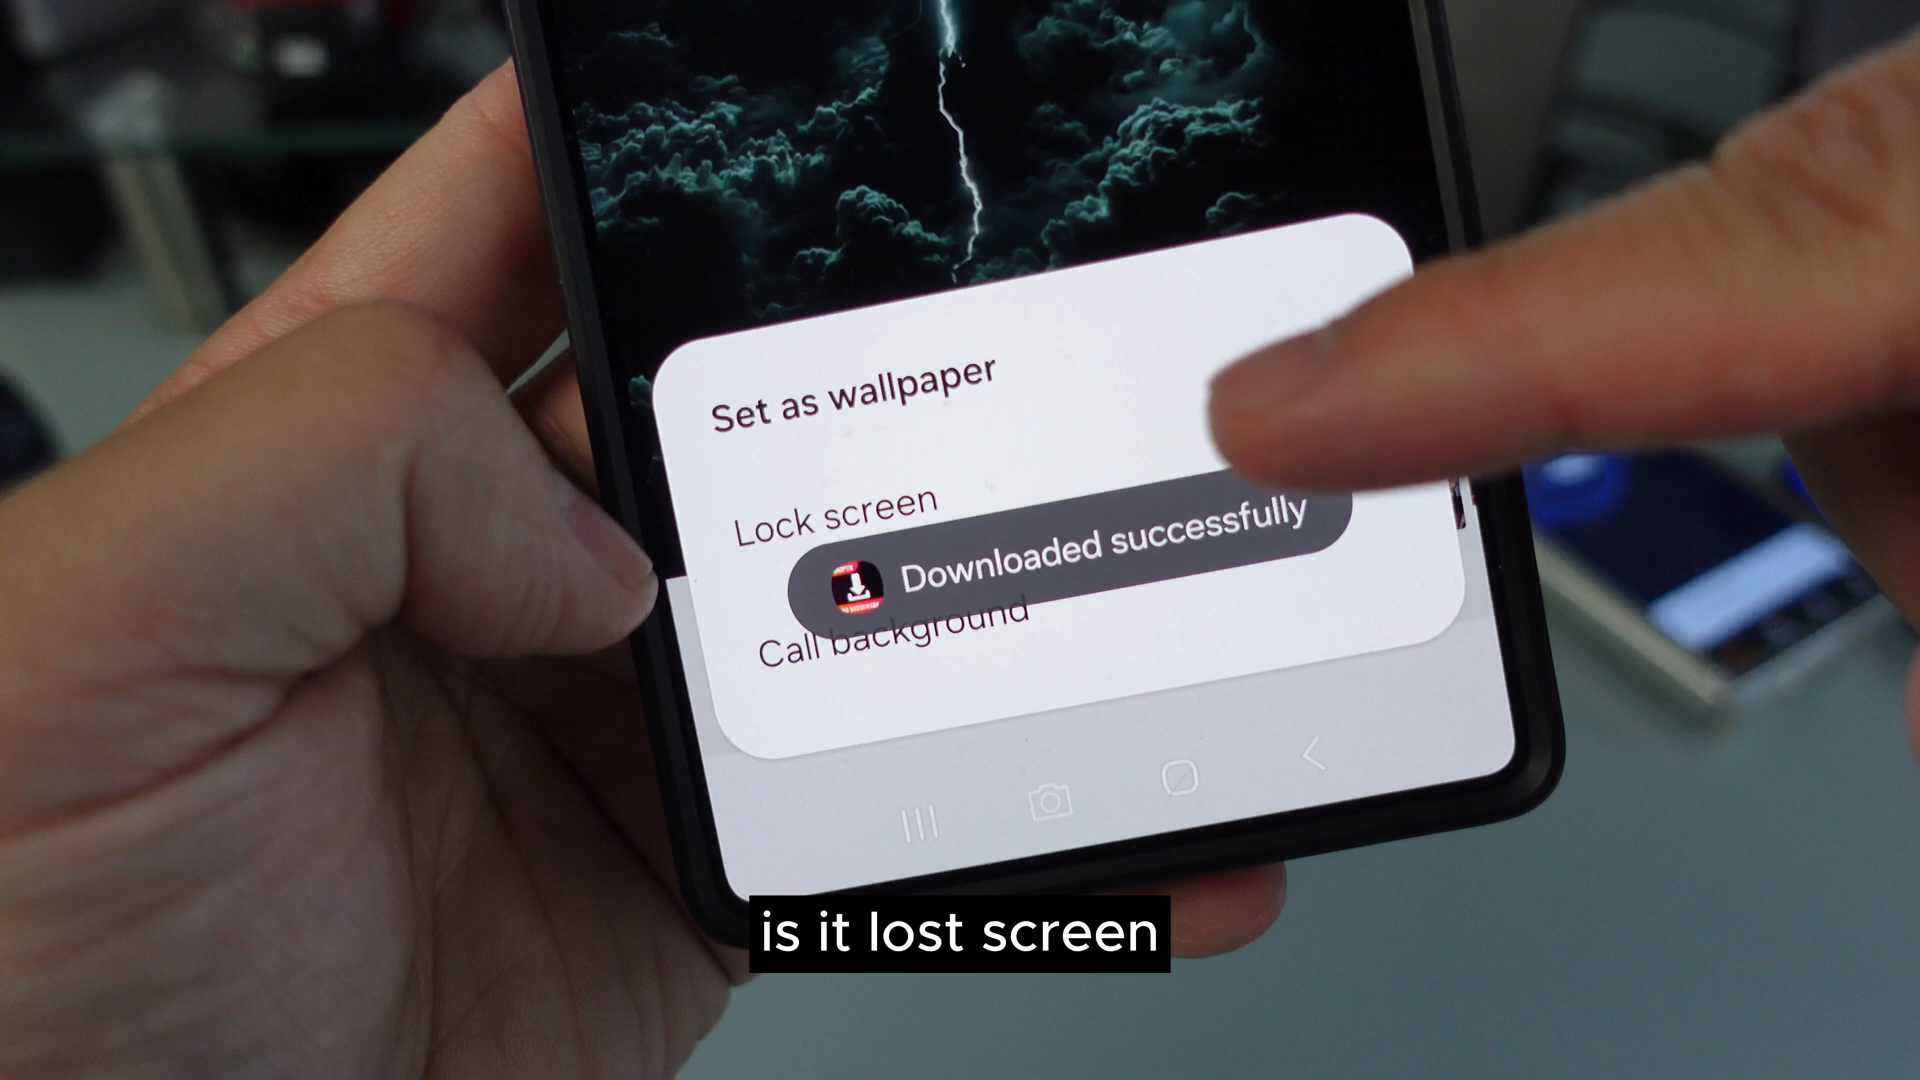 Set as wallpaper
Lock screen
Downloaded successfully
Call background
is it lost screen